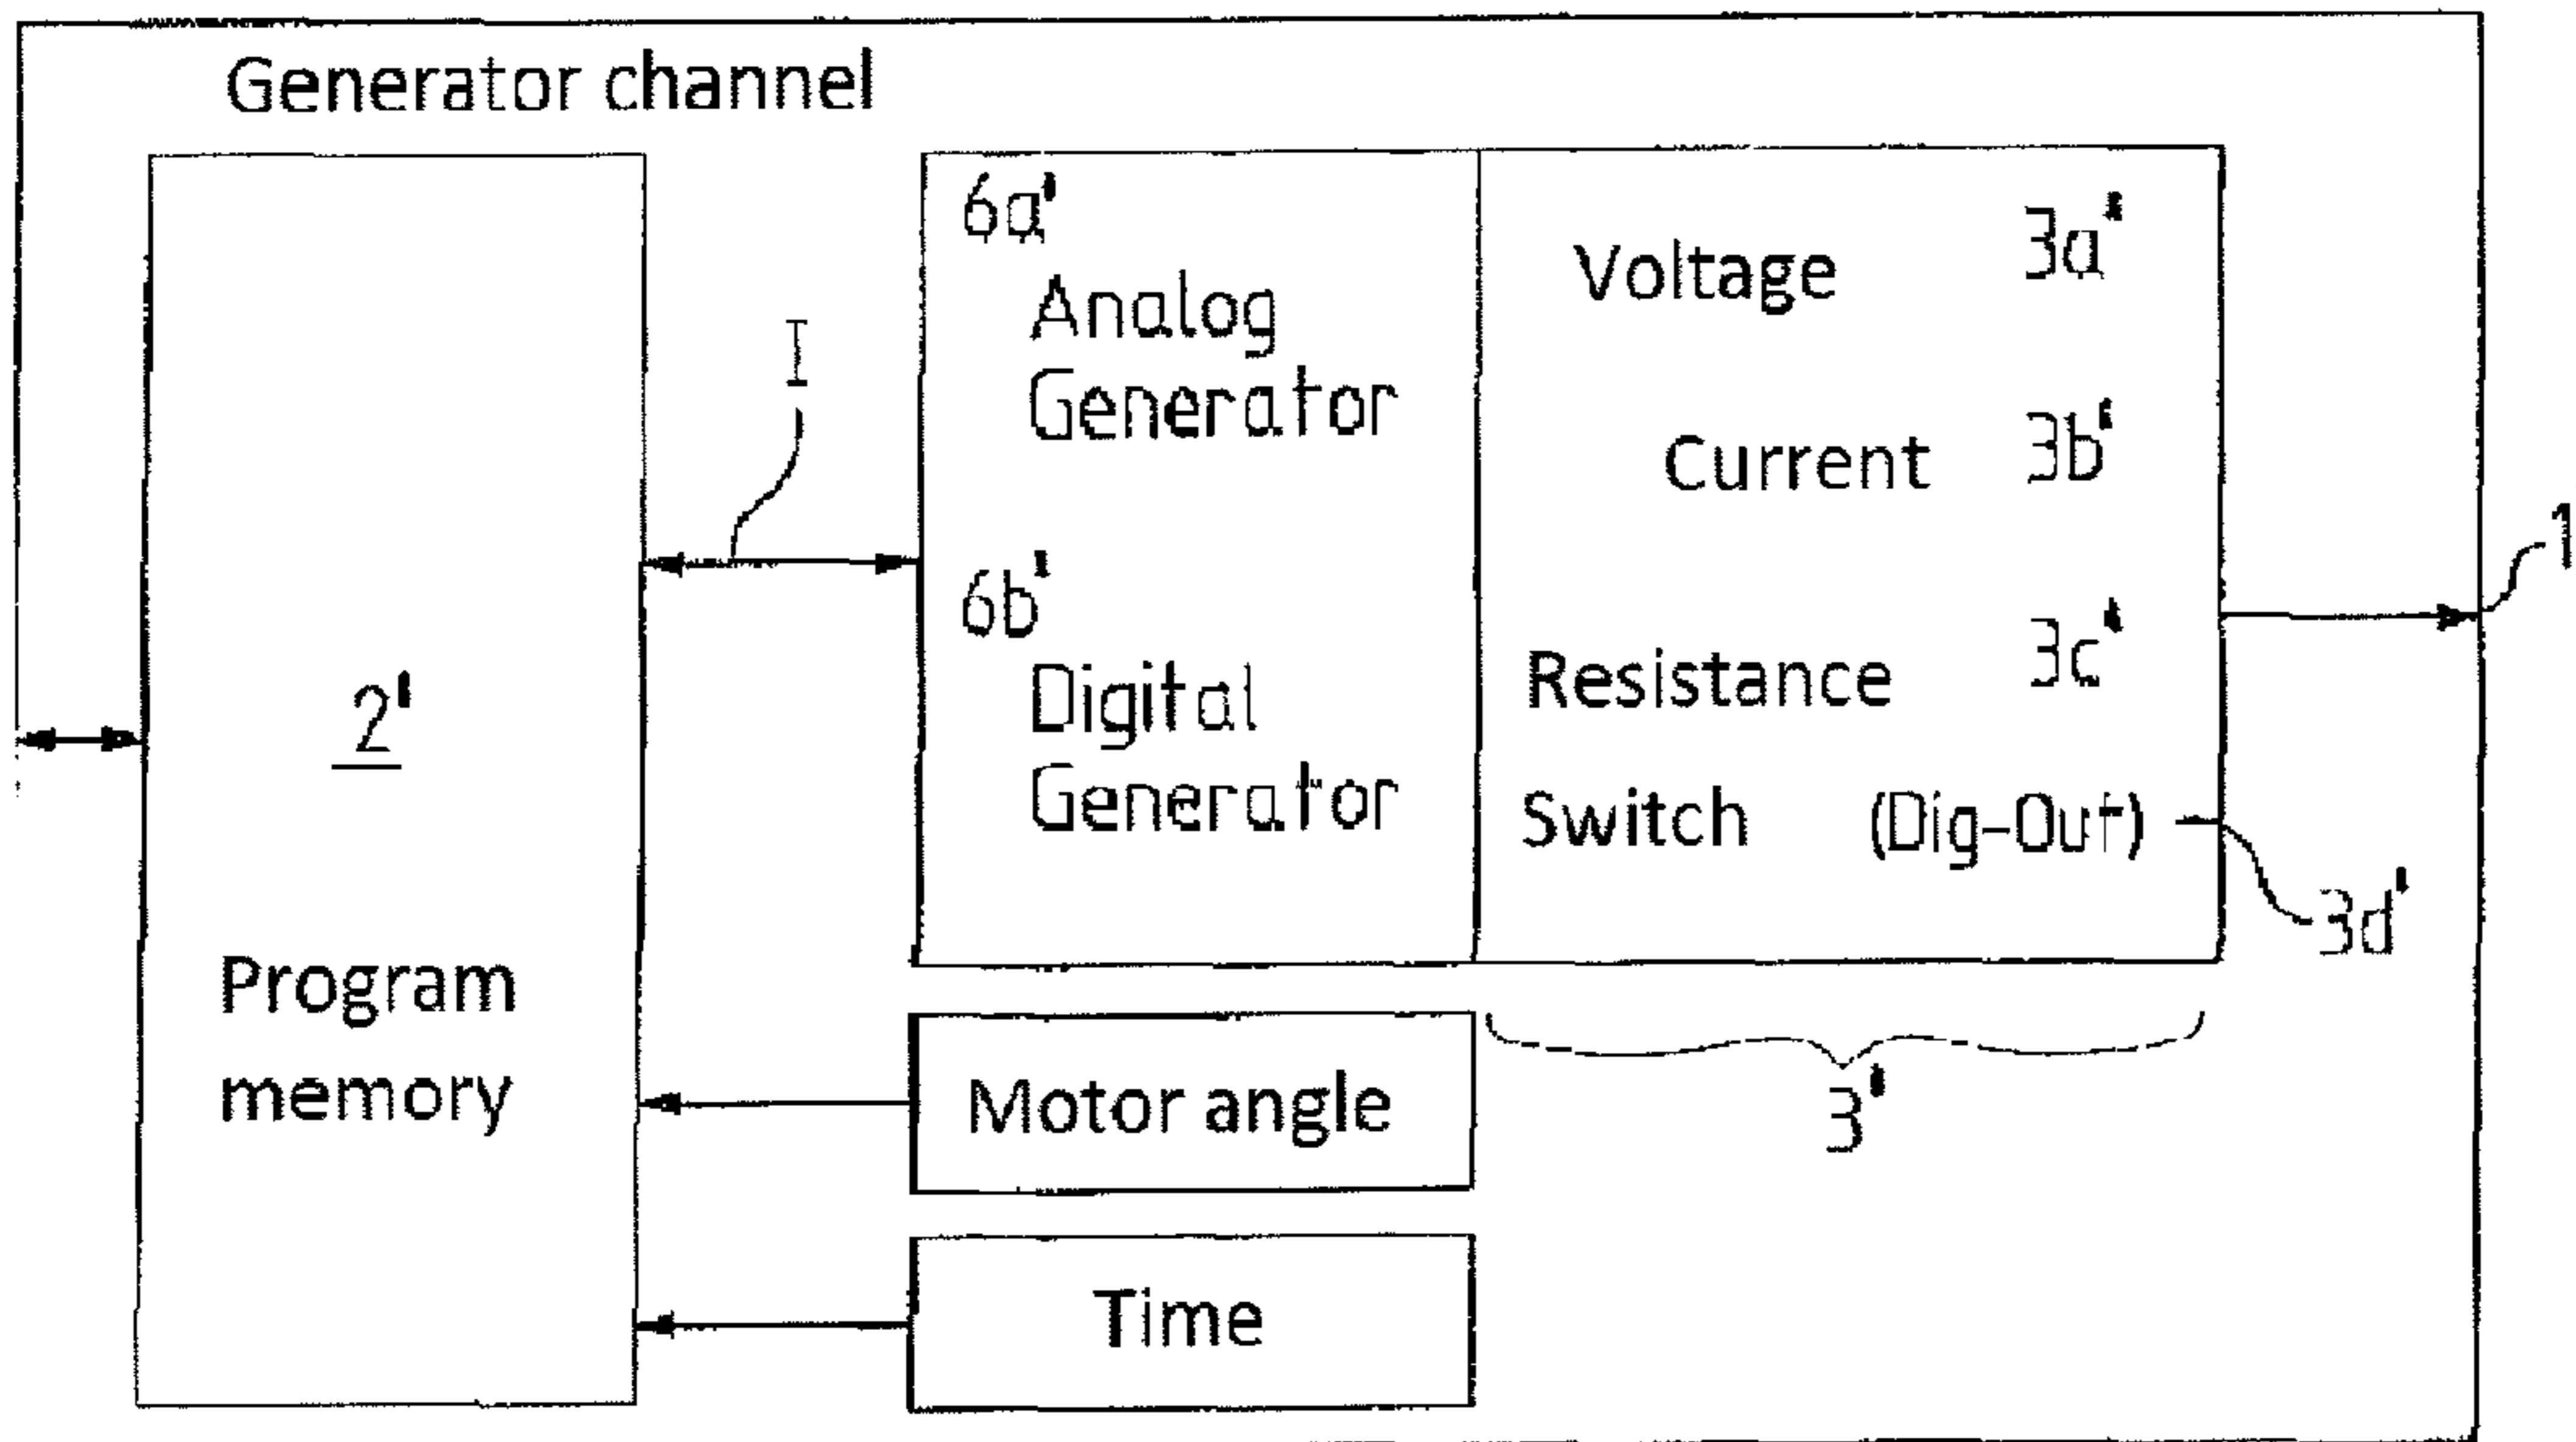 Generator channel
2'
Program
memory
I
6a'
Analog
Generator
6b'
Digital
Generator
Voltage 3a'
Current 3b'
Resistance 3c'
Switch (Dig-Out)
3d'
1
Motor angle
3'
Time